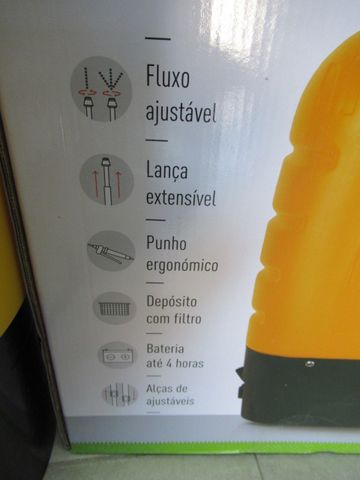 Fluxo
ajustável
Lança
extensível
Punho
ergonómico
Depósito
com filtro
Bateria
até 4 horas
Alças de
ajustáveis